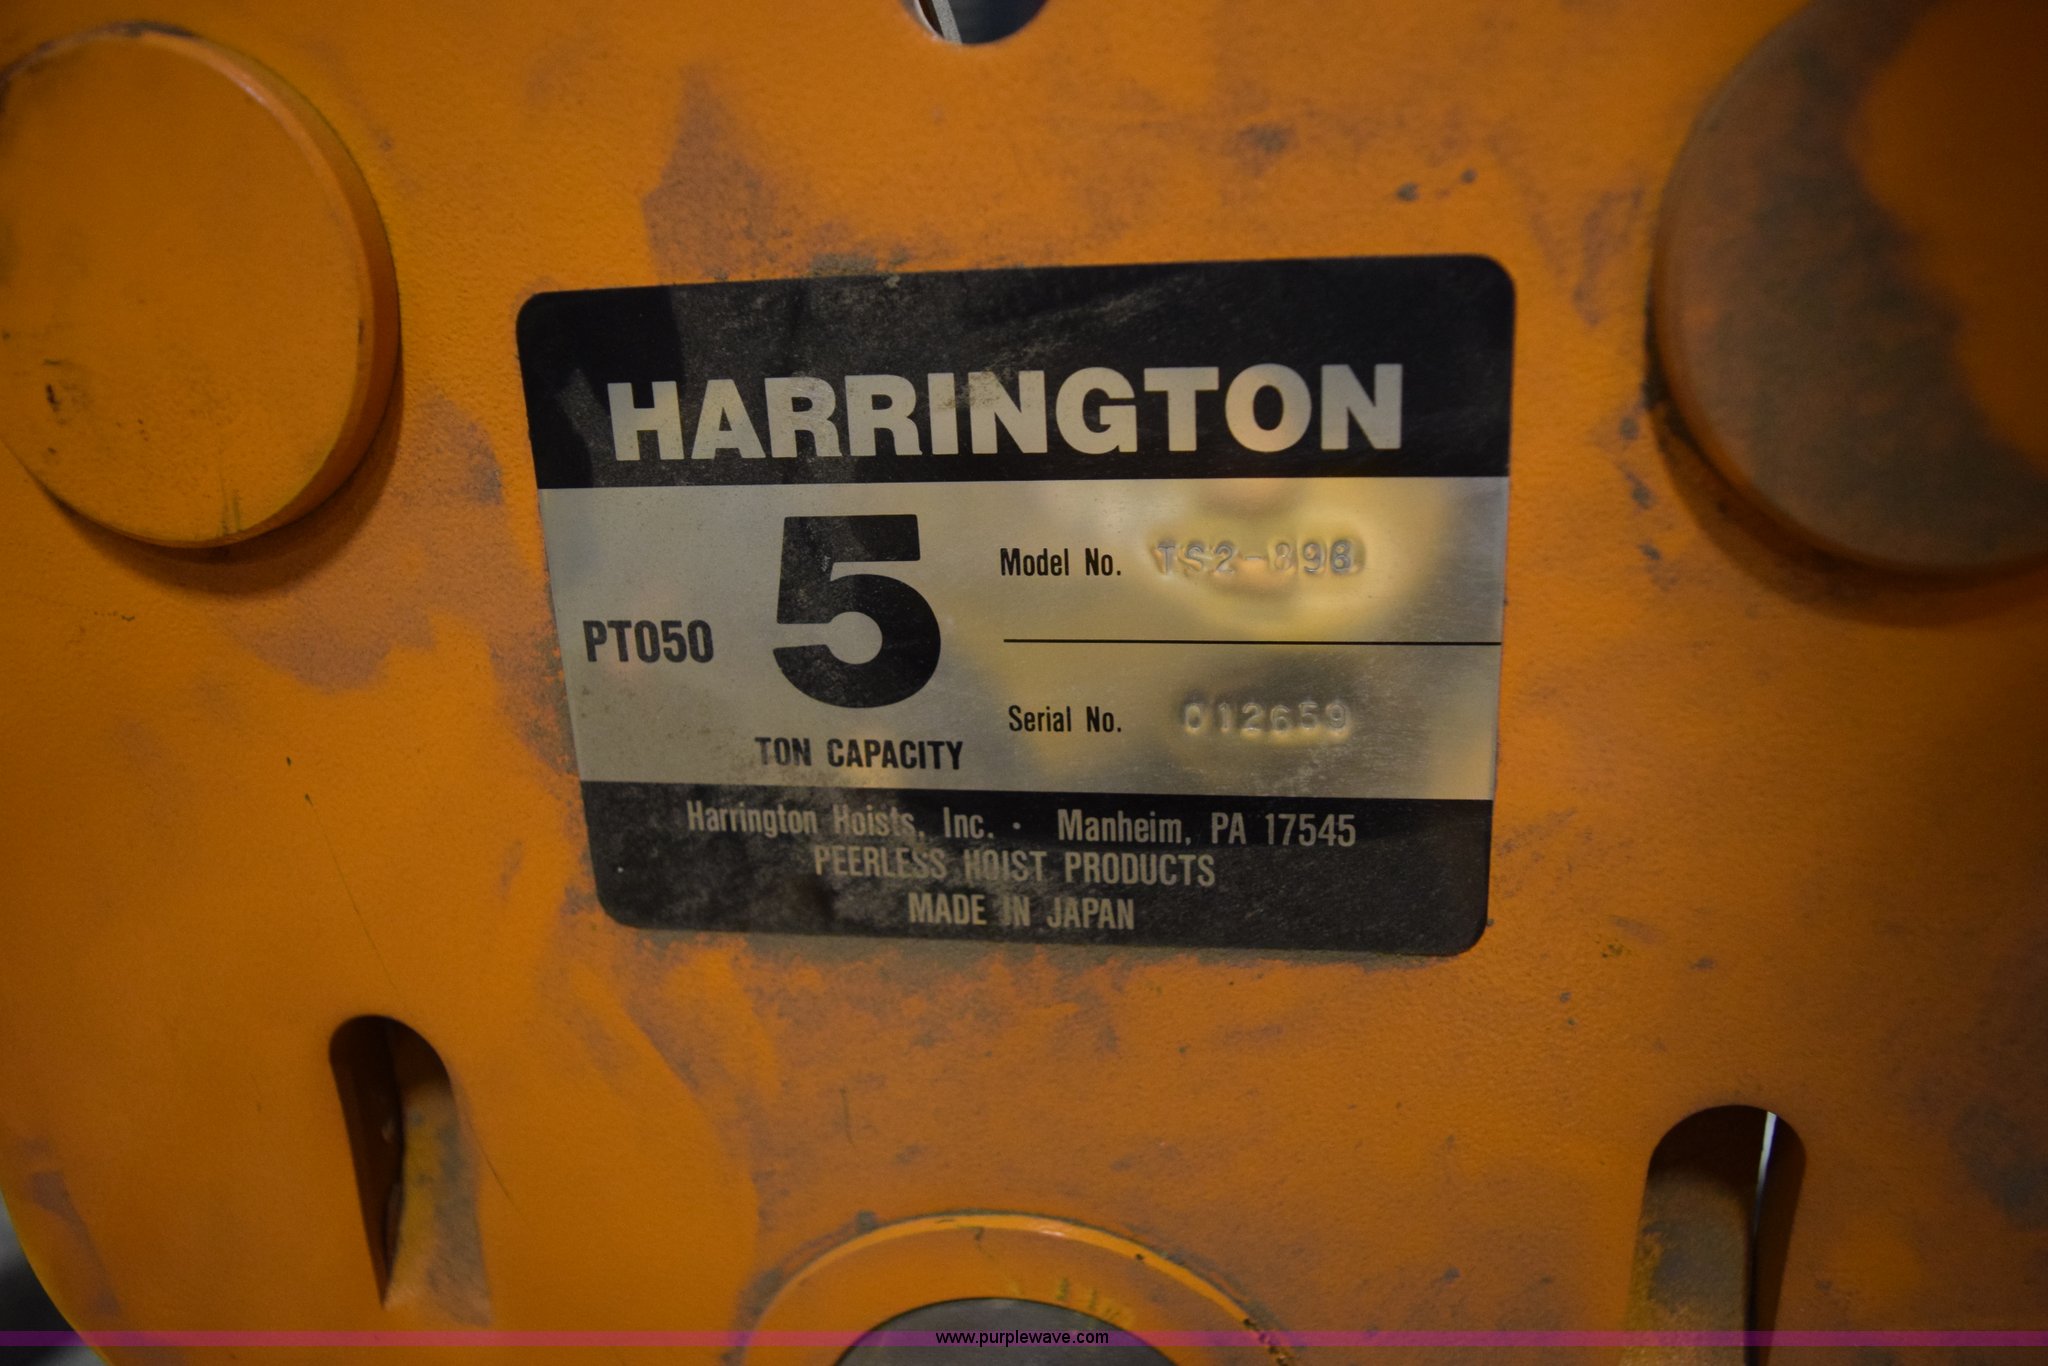 HARRINGTON
PT050
5
TON CAPACITY
Model No. TS2-898
Serial No. 012659
Harrington Hoists, Inc. · Manheim, PA 17545
PEERLESS HOIST PRODUCTS
MADE IN JAPAN
www.purplewave.com